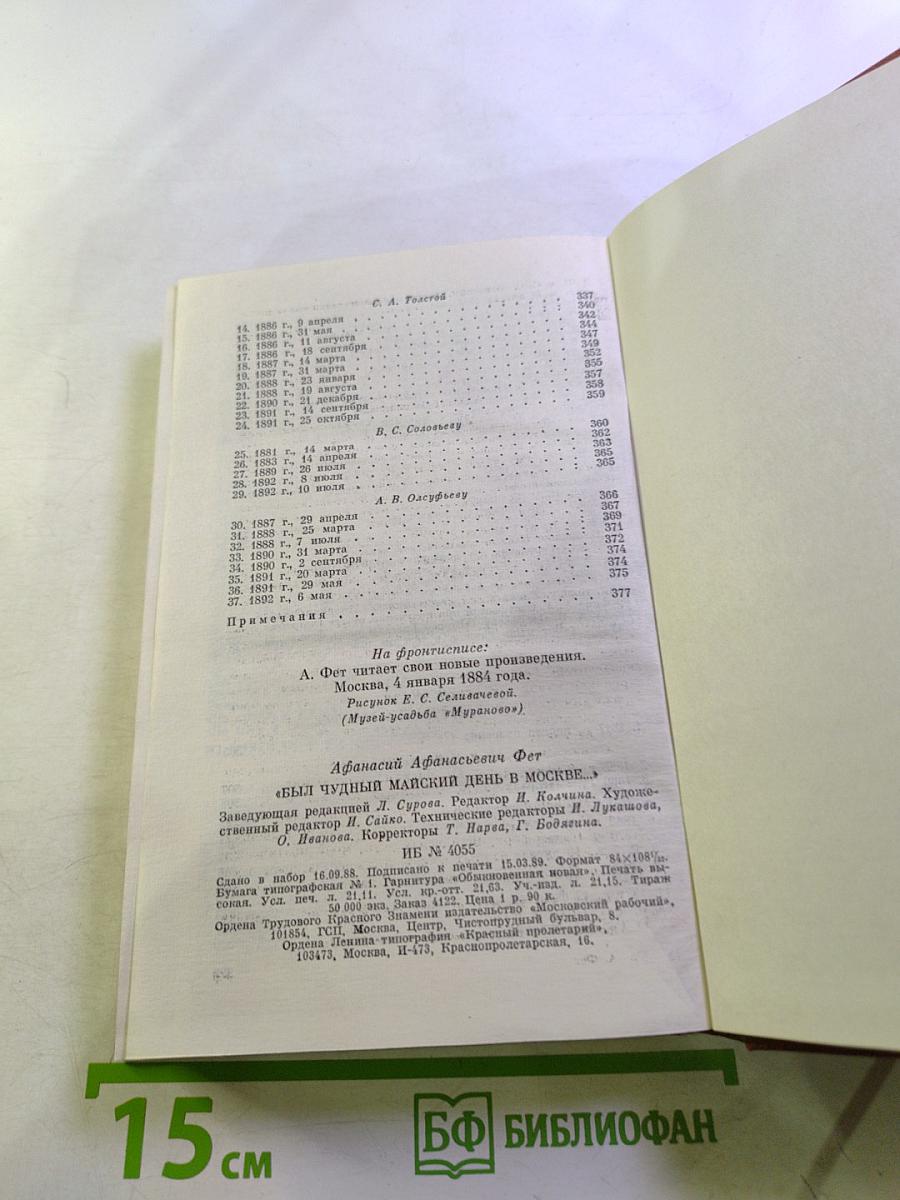 С. А. Толстой
14. 1886 г., 9 апреля . . . 337
15. 1886 г., 31 мая . . . 340
16. 1886 г., 11 августа . . . 342
17. 1886 г., 18 сентября . . . 344
18. 1887 г., 14 марта . . . 347
19. 1887 г., 31 марта . . . 349
20. 1888 г., 23 января . . . 352
21. 1888 г., 19 августа . . . 355
22. 1890 г., 21 декабря . . . 357
23. 1891 г., 14 сентября . . . 358
24. 1891 г., 25 октября . . . 359
В. С. Соловьеву
25. 1881 г., 14 марта . . . 360
26. 1883 г., 14 апреля . . . 362
27. 1889 г., 26 июля . . . 363
28. 1892 г., 8 июля . . . 365
29. 1892 г., 10 июля . . . 365
А. В. Олсуфьеву
30. 1887 г., 29 апреля . . . 366
31. 1888 г., 25 марта . . . 367
32. 1888 г., 7 июля . . . 369
33. 1890 г., 31 марта . . . 371
34. 1890 г., 2 сентября . . . 372
35. 1891 г., 20 марта . . . 374
36. 1891 г., 29 мая . . . 374
37. 1892 г., 6 мая . . . 375
Примечания . . . 377
На фронтисписе:
А. Фет читает свои новые произведения.
Москва, 4 января 1884 года.
Рисунок Е. С. Селивачевой.
(Музей-усадьба «Мураново»)
Афанасий Афанасьевич Фет
«БЫЛ ЧУДНЫЙ МАЙСКИЙ ДЕНЬ В МОСКВЕ...»
Заведующая редакцией Л. Сурова. Редактор И. Колчина. Художе-
ственный редактор И. Сайко. Технические редакторы И. Лукашова,
О. Иванова. Корректоры Т. Нарва, Г. Бодягина.
ИБ № 4055
Сдано в набор 16.09.88. Подписано к печати 15.03.89. Формат 84×108¹/₃₂.
Бумага типографская № 1. Гарнитура «Обыкновенная новая». Печать вы-
сокая. Усл. печ. л. 21,11. Усл. кр.-отт. 21,63. Уч.-изд. л. 21,15. Тираж
50 000 экз. Заказ 4122. Цена 1 р. 90 к.
Ордена Трудового Красного Знамени издательство «Московский рабочий»,
101854, ГСП, Москва, Центр, Чистопрудный бульвар, 8.
Ордена Ленина типография «Красный пролетарий».
103473, Москва, И-473, Краснопролетарская, 16.
15 см
БФ БИБЛИОФАН